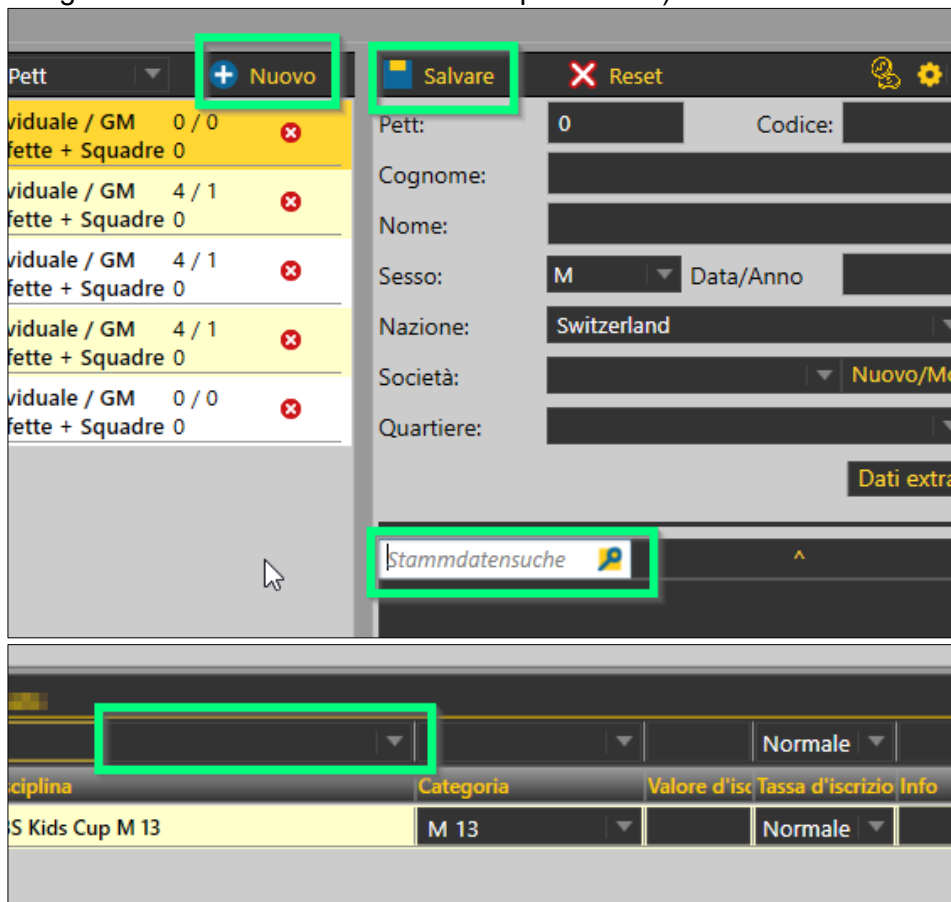 Pett Nuovo Salvare Reset
viduale / GM 0 / 0
fette + Squadre 0
viduale / GM 4 / 1
fette + Squadre 0
viduale / GM 4 / 1
fette + Squadre 0
viduale / GM 4 / 1
fette + Squadre 0
viduale / GM 0 / 0
fette + Squadre 0
Pett: 0 Codice:
Cognome:
Nome:
Sesso: M Data/Anno
Nazione: Switzerland
Società: Nuovo/Mo
Quartiere:
Dati extra
Stammdatensuche ^
Normale
sciplina Categoria Valore d'isc Tassa d'iscrizio Info
S Kids Cup M 13 M 13 Normale